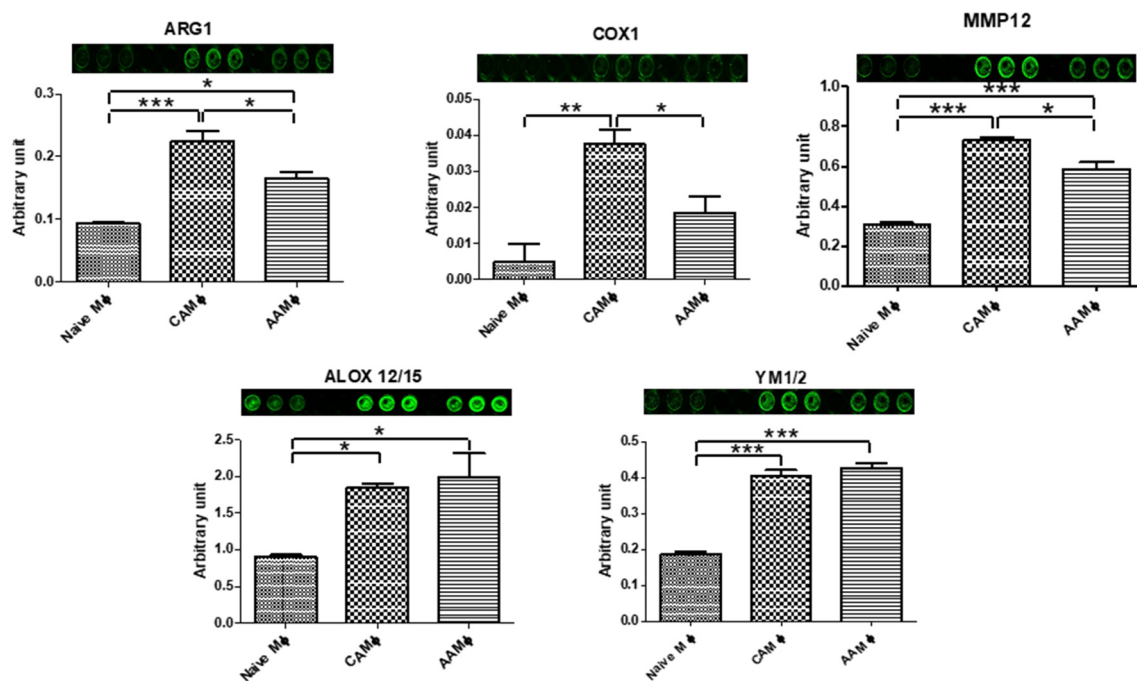 ARG1
*
***
*
0.3
0.2
0.1
0.0
Arbitrary unit
Naive Mϕ
CAMϕ
AAMϕ
COX1
**
*
0.05
0.04
0.03
0.02
0.01
0.00
Arbitrary unit
Naive Mϕ
CAMϕ
AAMϕ
MMP12
***
***
*
1.0
0.8
0.6
0.4
0.2
0.0
Arbitrary unit
Naive Mϕ
CAMϕ
AAMϕ
ALOX 12/15
*
*
2.5
2.0
1.5
1.0
0.5
0.0
Arbitrary unit
Naive Mϕ
CAMϕ
AAMϕ
YM1/2
***
***
0.5
0.4
0.3
0.2
0.1
0.0
Arbitrary unit
Naive Mϕ
CAMϕ
AAMϕ